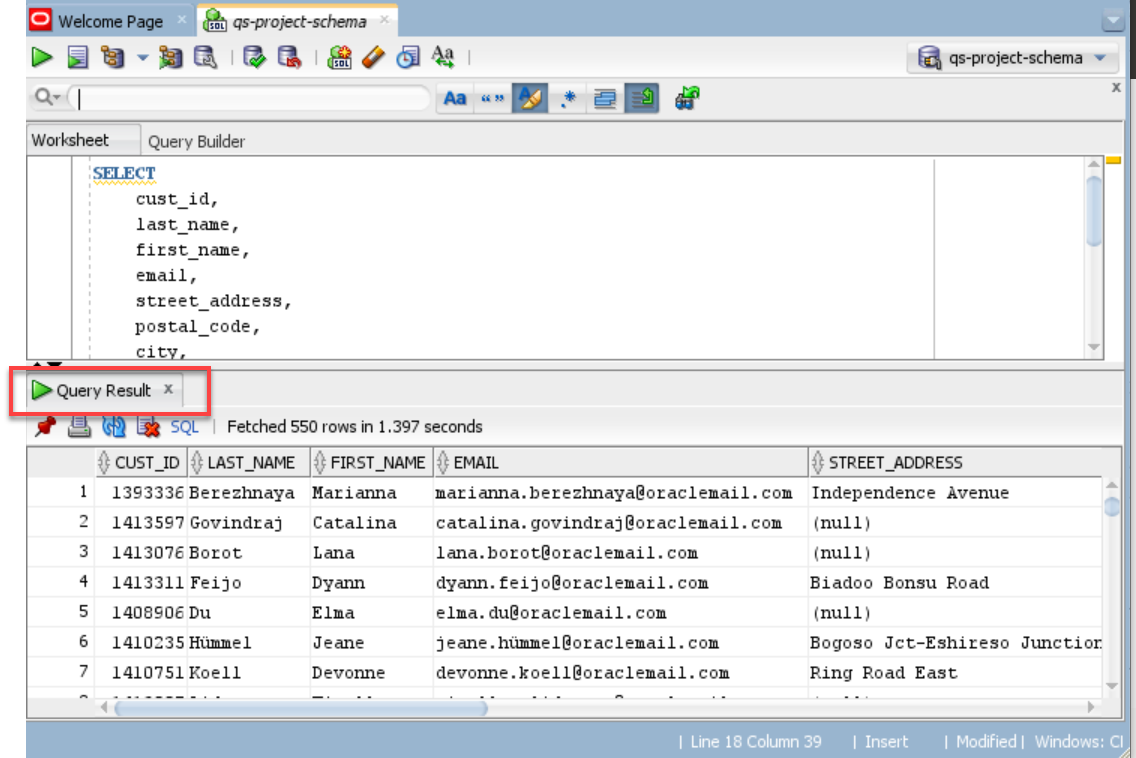 Welcome Page × qs-project-schema ×
qs-project-schema
Aa “ ” .*
Worksheet Query Builder
SELECT
cust_id,
last_name,
first_name,
email,
street_address,
postal_code,
city,
Query Result ×
SQL | Fetched 550 rows in 1.397 seconds
CUST_ID LAST_NAME FIRST_NAME EMAIL STREET_ADDRESS
1 1393336 Berezhnaya Marianna marianna.berezhnaya@oraclemail.com Independence Avenue
2 1413597 Govindraj Catalina catalina.govindraj@oraclemail.com (null)
3 1413076 Borot Lana lana.borot@oraclemail.com (null)
4 1413311 Feijo Dyann dyann.feijo@oraclemail.com Biadoo Bonsu Road
5 1408906 Du Elma elma.du@oraclemail.com (null)
6 1410235 Hümmel Jeane jeane.hümmel@oraclemail.com Bogoso Jct-Eshireso Junction
7 1410751 Koell Devonne devonne.koell@oraclemail.com Ring Road East
| Line 18 Column 39 | Insert | Modified | Windows: Cl